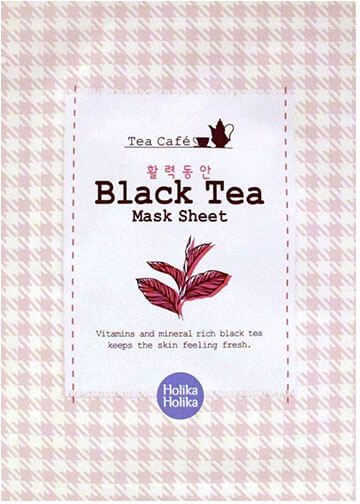 Tea Café
활력동안
Black Tea
Mask Sheet
Vitamins and mineral rich black tea
keeps the skin feeling fresh.
Holika
Holika